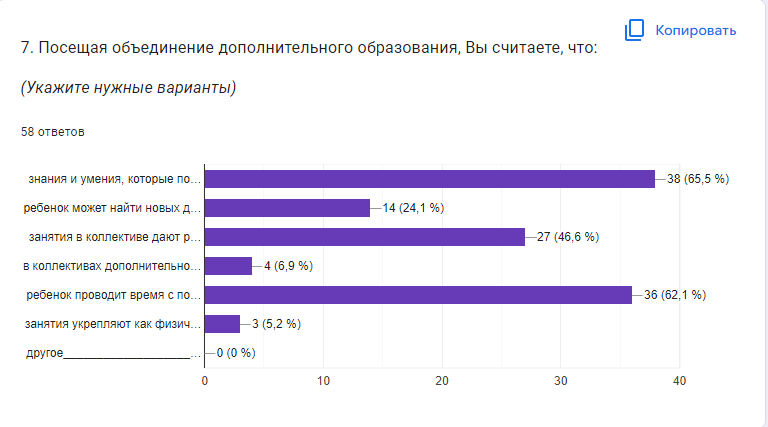 Копировать
7. Посещая объединение дополнительного образования, Вы считаете, что:
(Укажите нужные варианты)
58 ответов
знания и умения, которые по... 38 (65,5 %)
ребенок может найти новых д... 14 (24,1 %)
занятия в коллективе дают р... 27 (46,6 %)
в коллективах дополнительно... 4 (6,9 %)
ребенок проводит время с по... 36 (62,1 %)
занятия укрепляют как физич... 3 (5,2 %)
другое____________________... 0 (0 %)
0 10 20 30 40